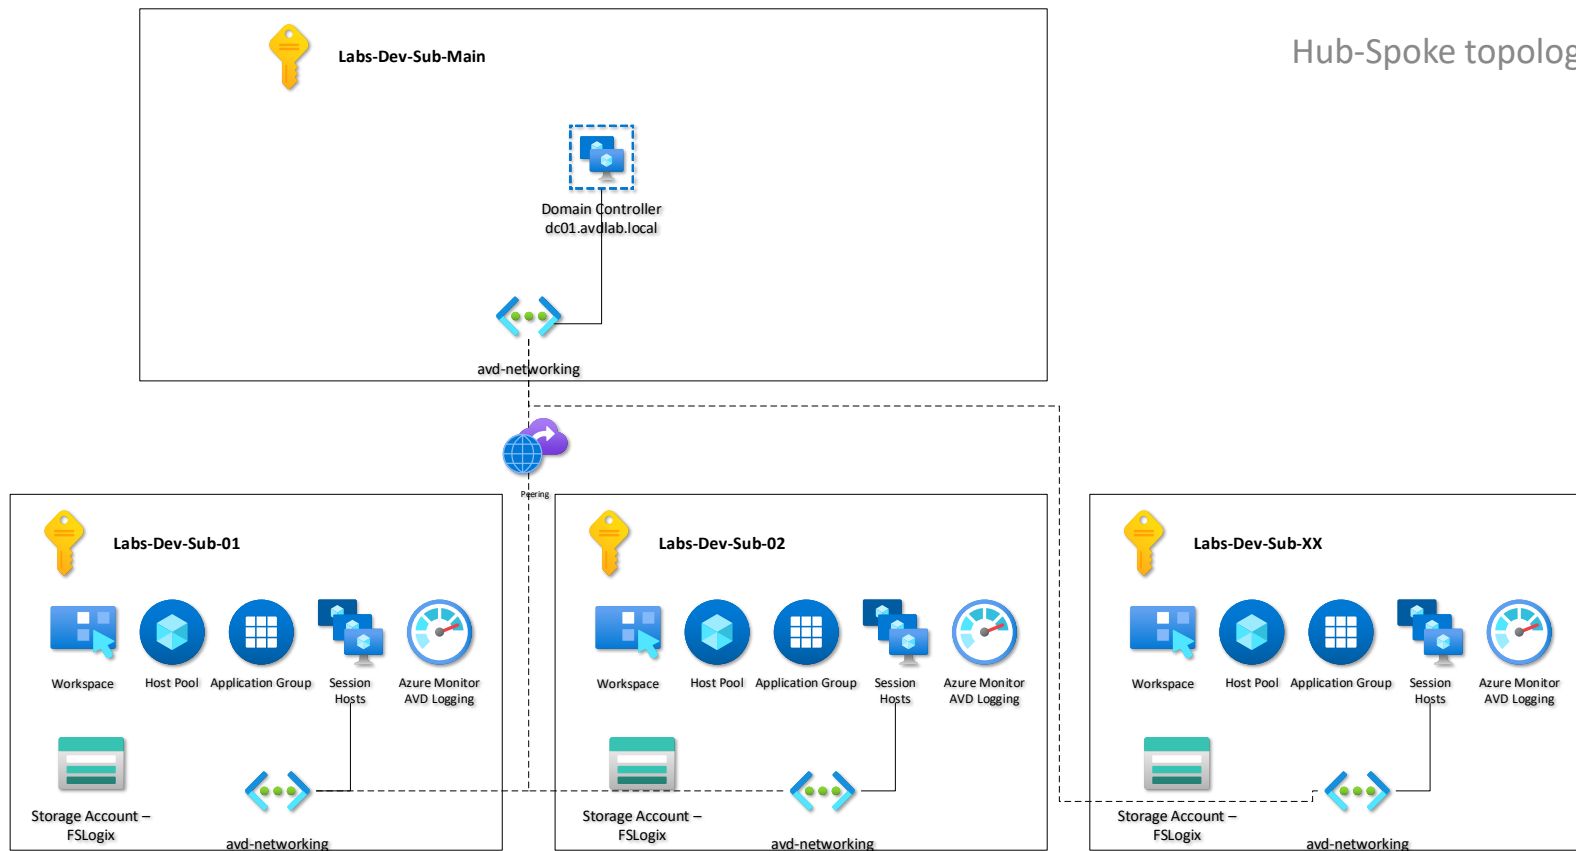 Hub-Spoke topolog
Labs-Dev-Sub-Main
Domain Controller
dc01.avdlab.local
avd-networking
Peering
Labs-Dev-Sub-01
Workspace
Host Pool
Application Group
Session
Hosts
Azure Monitor
AVD Logging
Storage Account –
FSLogix
avd-networking
Labs-Dev-Sub-02
Workspace
Host Pool
Application Group
Session
Hosts
Azure Monitor
AVD Logging
Storage Account –
FSLogix
avd-networking
Labs-Dev-Sub-XX
Workspace
Host Pool
Application Group
Session
Hosts
Azure Monitor
AVD Logging
Storage Account –
FSLogix
avd-networking